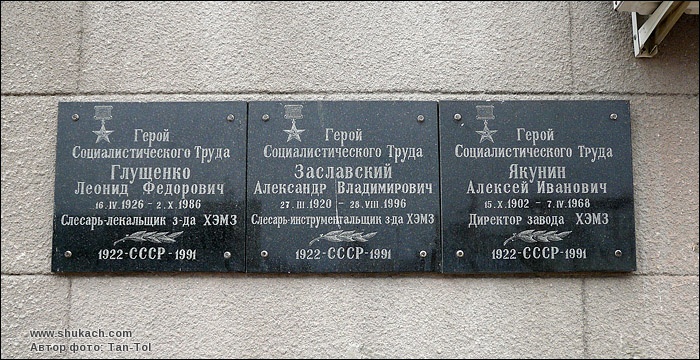 Герой
Социалистического Труда
Глущенко
Леонид Федорович
16.IV.1926 - 2.X.1986
Слесарь-лекальщик з-да ХЭМЗ
1922-СССР-1991
Герой
Социалистического Труда
Заславский
Александр Владимирович
27.III.1920 - 28.VIII.1996
Слесарь-инструментальщик з-да ХЭМЗ
1922-СССР-1991
Герой
Социалистического Труда
Якунин
Алексей Иванович
15.X.1902 - 7.IV.1968
Директор завода ХЭМЗ
1922-СССР-1991
www.shukach.com
Автор фото: Tan-Tol